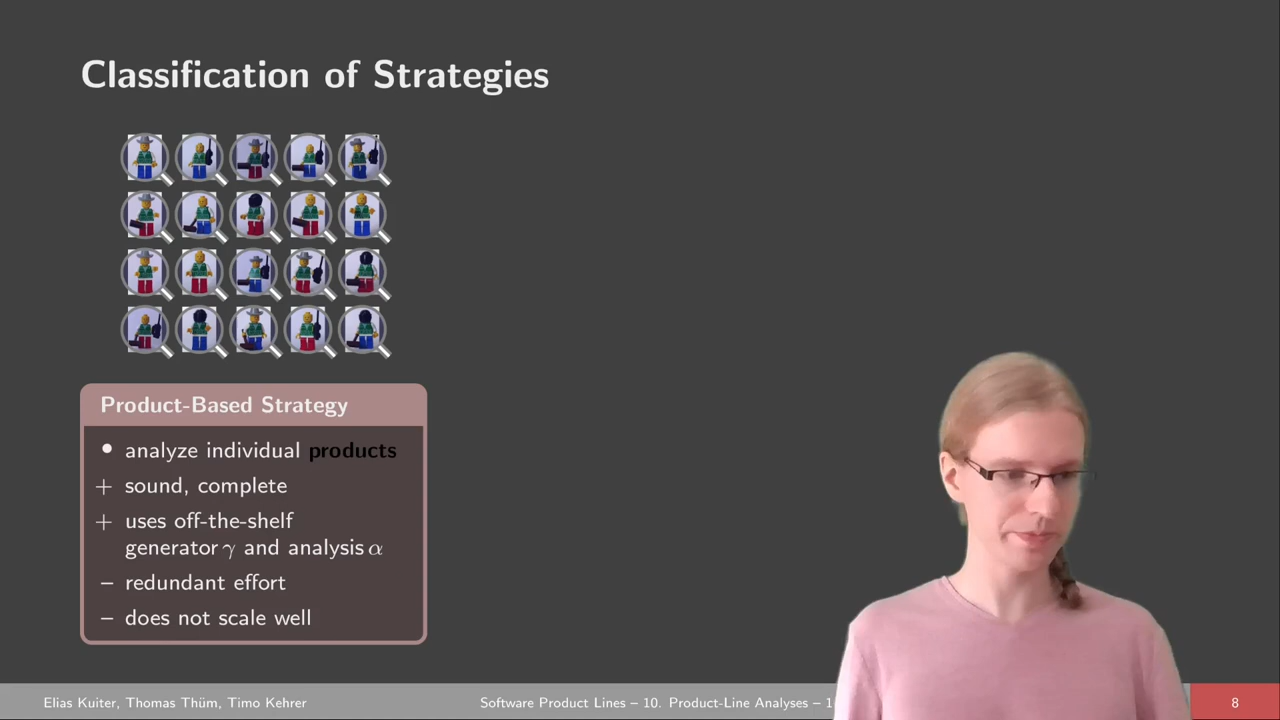 Classification of Strategies
Product-Based Strategy
• analyze individual products
+ sound, complete
+ uses off-the-shelf
generator γ and analysis α
– redundant effort
– does not scale well
Elias Kuiter, Thomas Thüm, Timo Kehrer
Software Product Lines – 10. Product-Line Analyses –
8